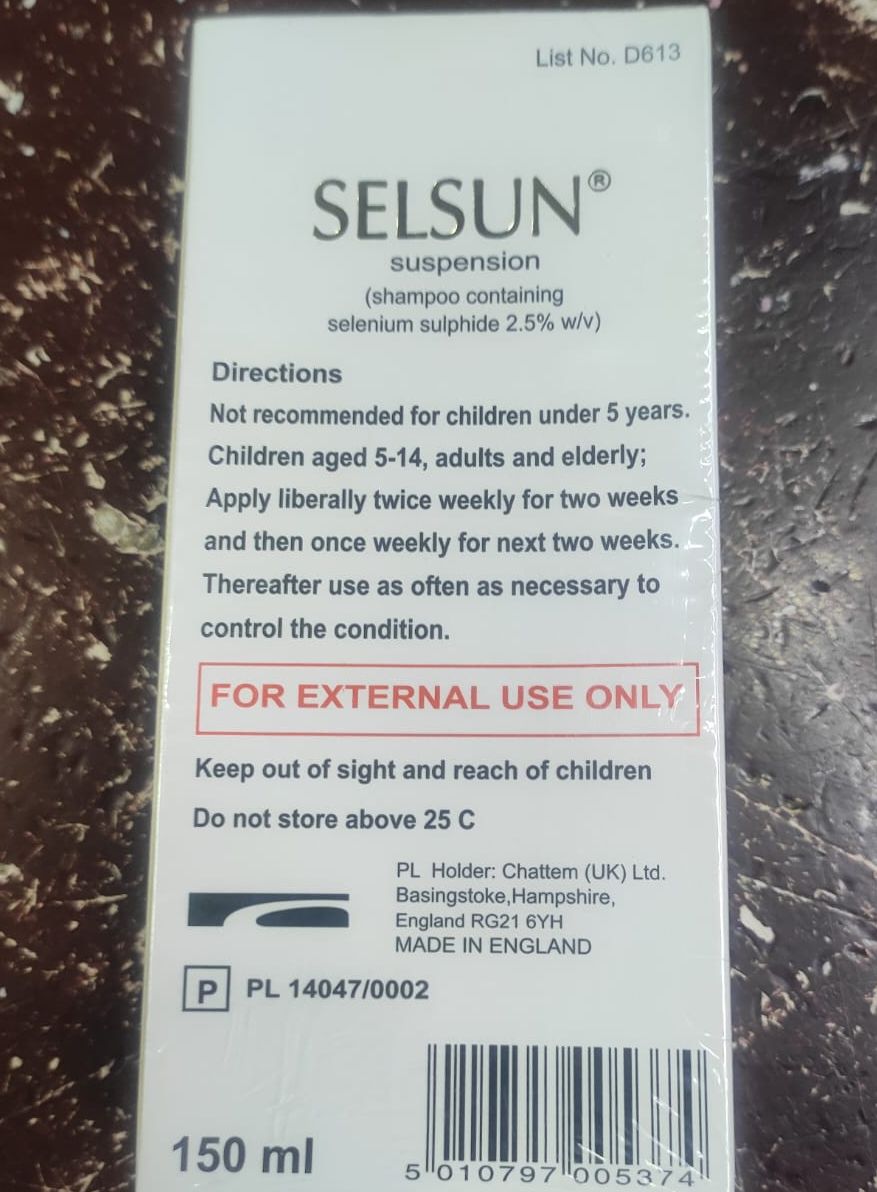 List No. D613
SELSUN®
suspension
(shampoo containing
selenium sulphide 2.5% w/v)
Directions
Not recommended for children under 5 years.
Children aged 5-14, adults and elderly;
Apply liberally twice weekly for two weeks
and then once weekly for next two weeks.
Thereafter use as often as necessary to
control the condition.
FOR EXTERNAL USE ONLY
Keep out of sight and reach of children
Do not store above 25 C
PL Holder: Chattem (UK) Ltd.
Basingstoke,Hampshire,
England RG21 6YH
MADE IN ENGLAND
P PL 14047/0002
150 ml
5 010797 005374